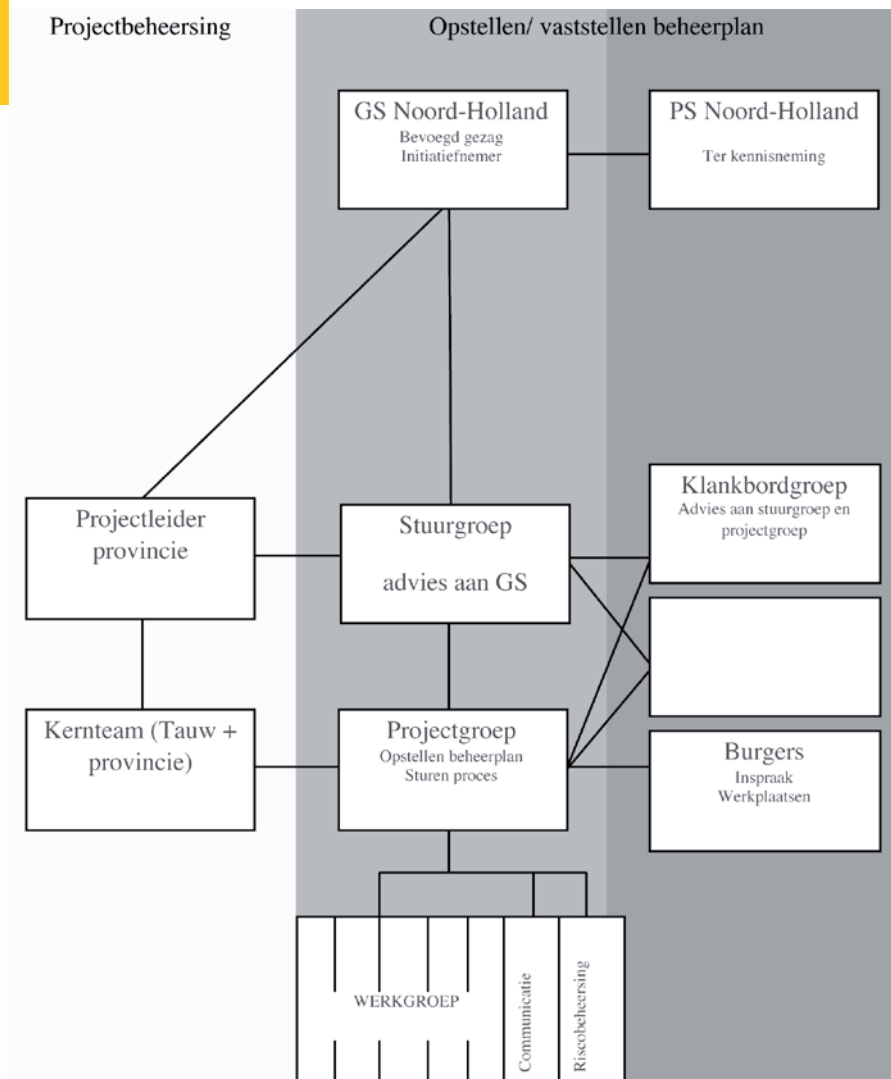 Projectbeheersing
Opstellen/ vaststellen beheerplan
GS Noord-Holland
Bevoegd gezag
Initiatiefnemer
PS Noord-Holland
Ter kennisneming
Projectleider
provincie
Stuurgroep
advies aan GS
Klankbordgroep
Advies aan stuurgroep en
projectgroep
Kernteam (Tauw +
provincie)
Projectgroep
Opstellen beheerplan
Sturen proces
Burgers
Inspraak
Werkplaatsen
WERKGROEP
Communicatie
Riscobeheersing